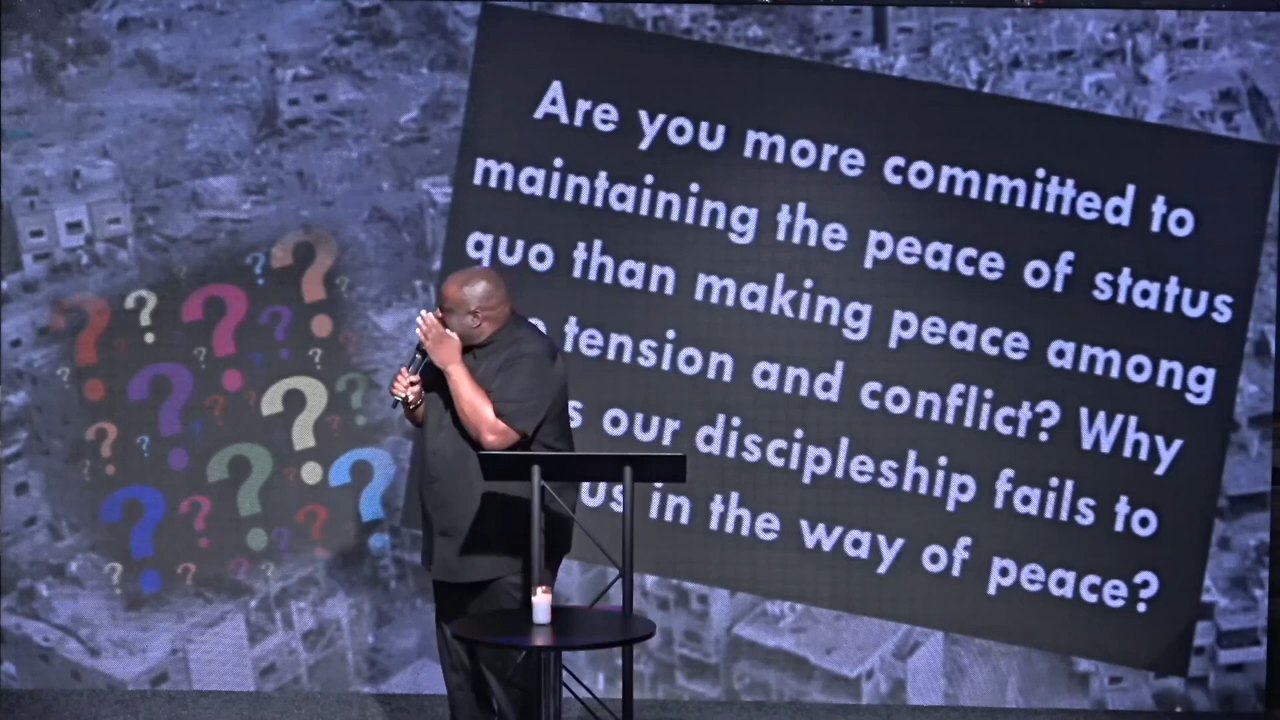 Are you more committed to
maintaining the peace of status
quo than making peace among
tension and conflict? Why
our discipleship fails to
us in the way of peace?